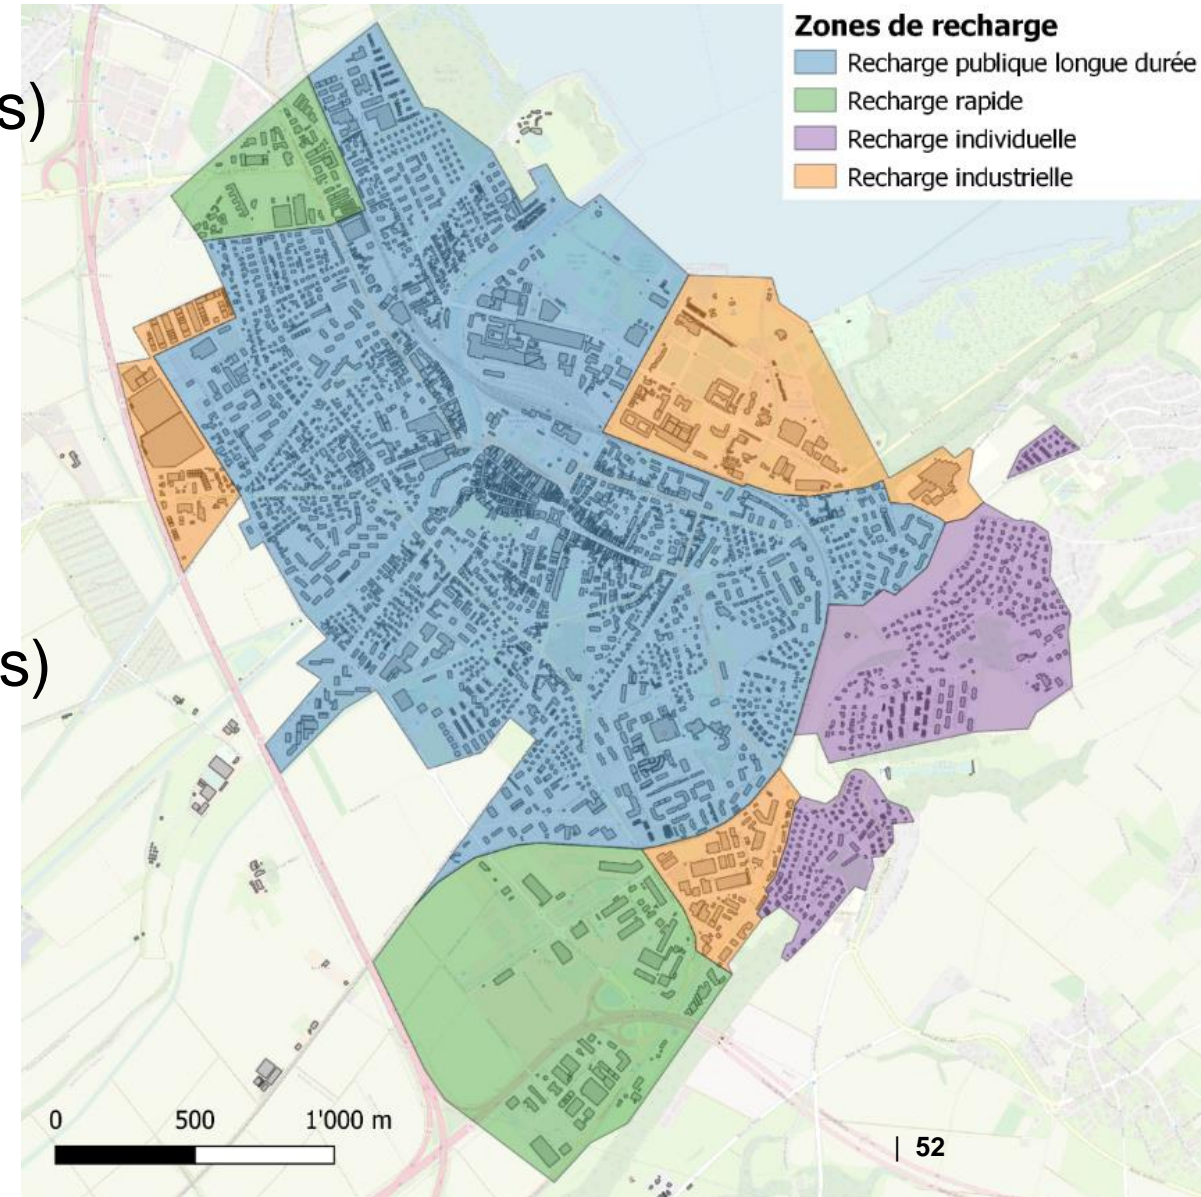 Zones de recharge
Recharge publique longue durée
Recharge rapide
Recharge individuelle
Recharge industrielle
s)
s)
0 500 1'000 m
| 52